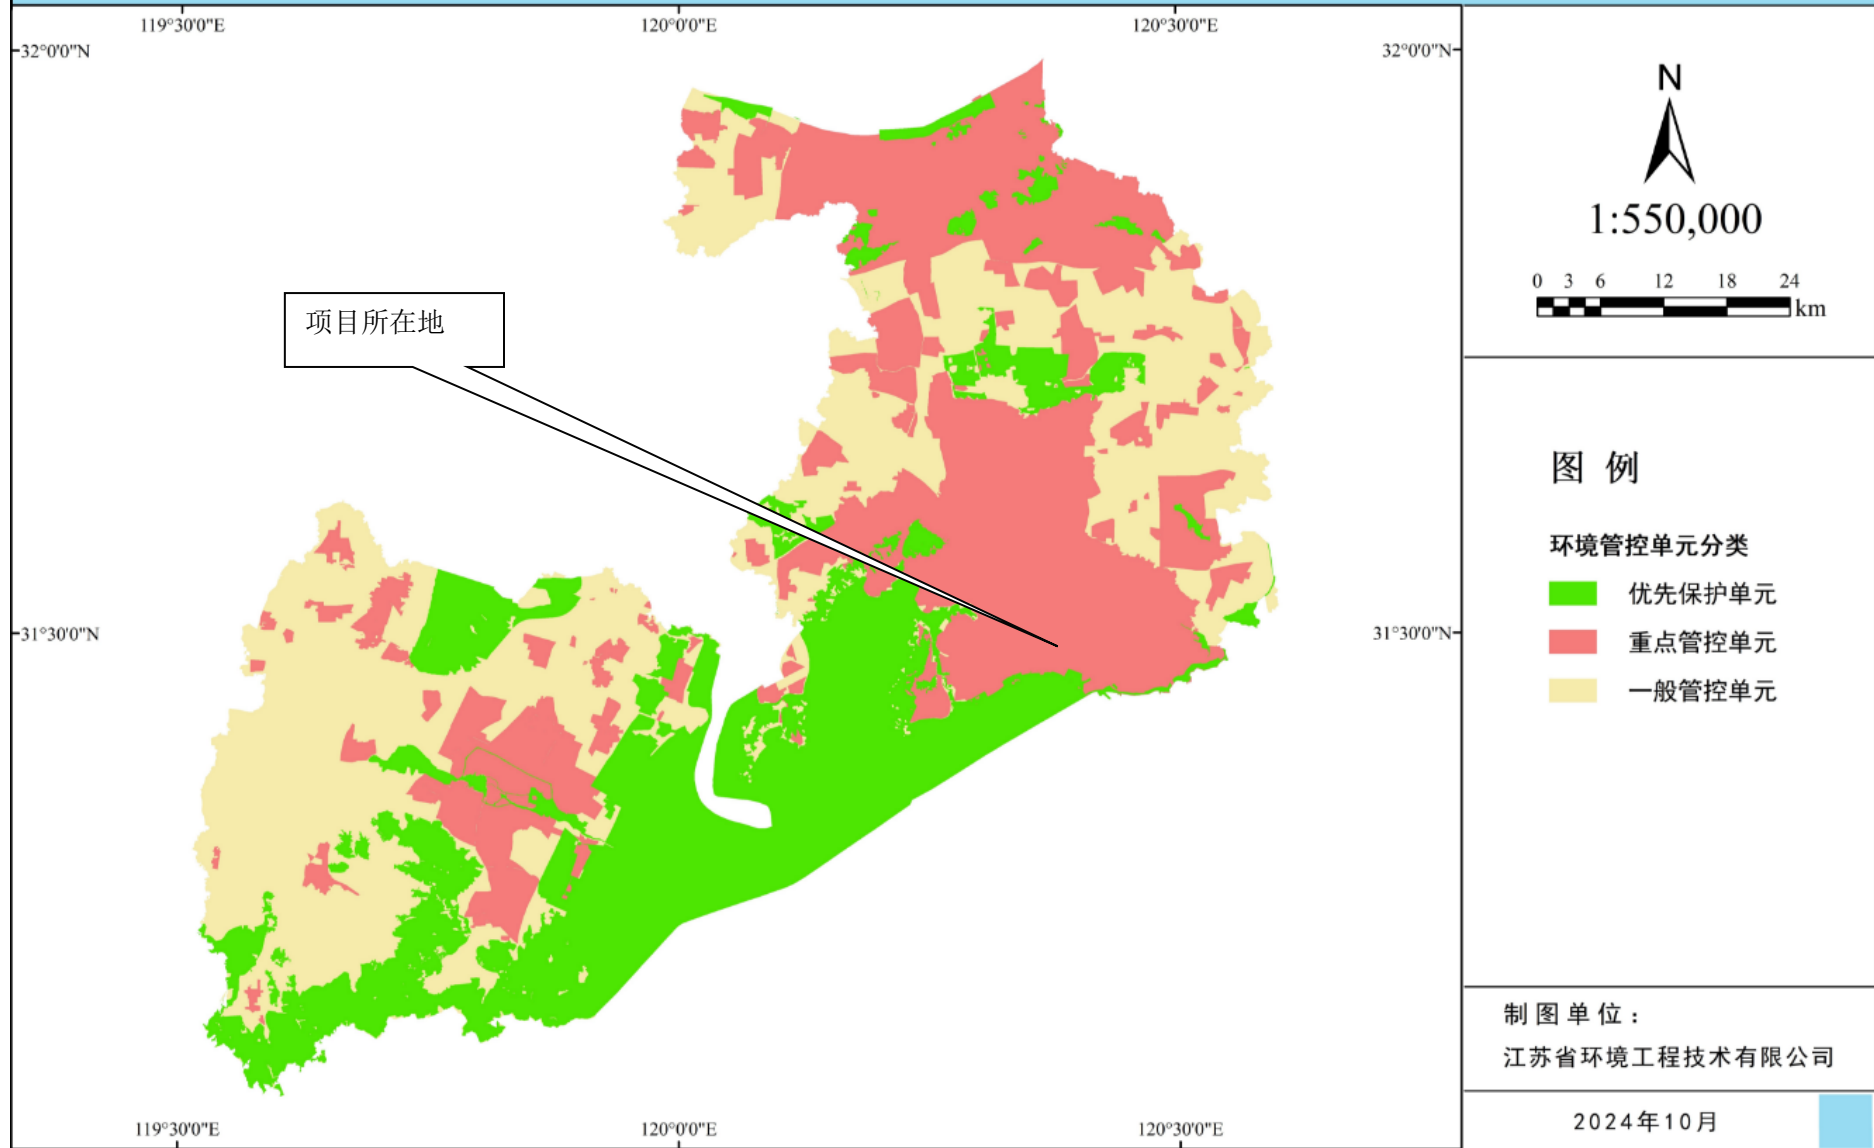 119°30'0"E
120°0'0"E
120°30'0"E
32°0'0"N
32°0'0"N
N
1:550,000
0 3 6 12 18 24
km
项目所在地
图 例
环境管控单元分类
优先保护单元
重点管控单元
一般管控单元
31°30'0"N
31°30'0"N
制图单位：
江苏省环境工程技术有限公司
2024年10月
119°30'0"E
120°0'0"E
120°30'0"E